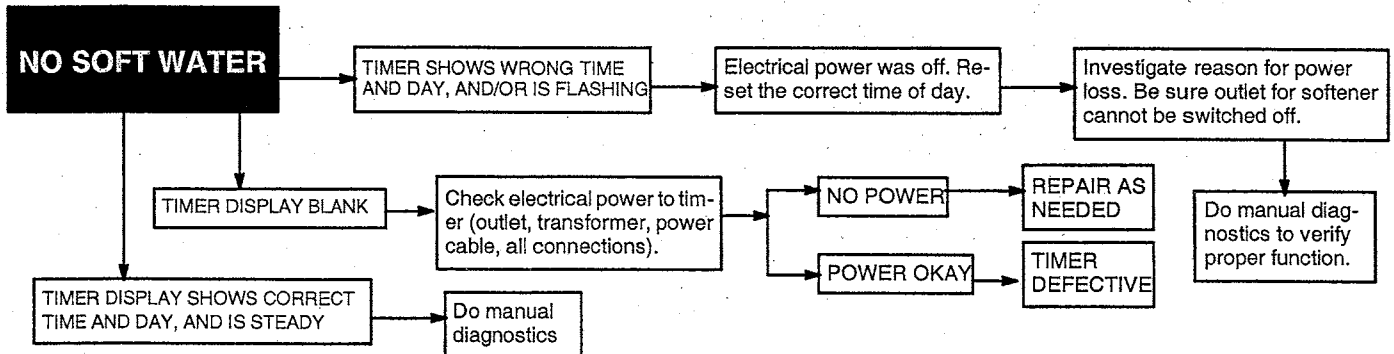 NO SOFT WATER
TIMER SHOWS WRONG TIME
AND DAY, AND/OR IS FLASHING
Electrical power was off. Re-
set the correct time of day.
Investigate reason for power
loss. Be sure outlet for softener
cannot be switched off.
Do manual diag-
nostics to verify
proper function.
TIMER DISPLAY BLANK
Check electrical power to tim-
er (outlet, transformer, power
cable, all connections).
NO POWER
REPAIR AS
NEEDED
POWER OKAY
TIMER
DEFECTIVE
TIMER DISPLAY SHOWS CORRECT
TIME AND DAY, AND IS STEADY
Do manual
diagnostics